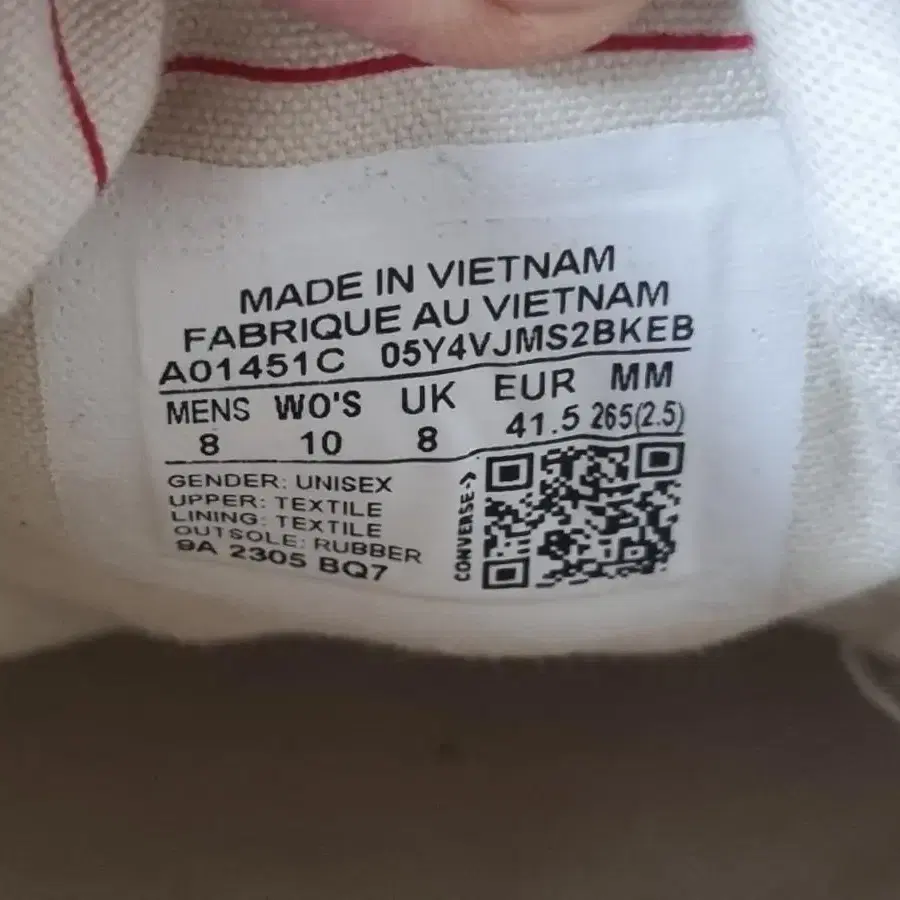 MADE IN VIETNAM
FABRIQUE AU VIETNAM
A01451C 05Y4VJMS2BKEB
MENS WO'S UK EUR MM
8 10 8 41.5 265(2.5)
GENDER: UNISEX
UPPER: TEXTILE
LINING: TEXTILE
OUTSOLE: RUBBER
9A 2305 BQ7
CONVERSE->